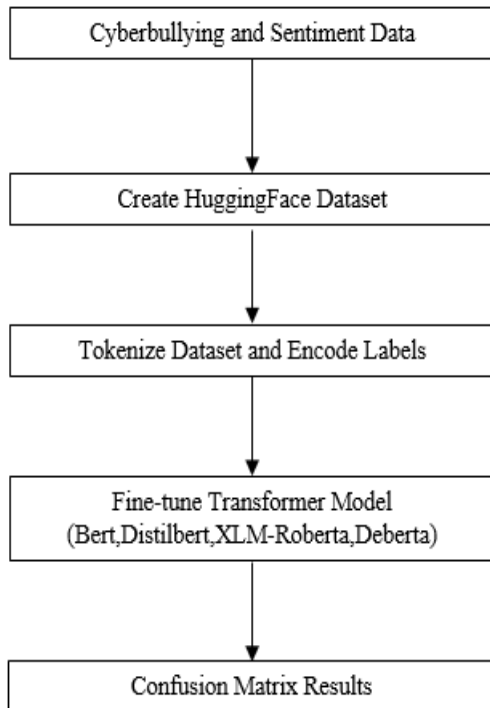 Cyberbullying and Sentiment Data
Create HuggingFace Dataset
Tokenize Dataset and Encode Labels
Fine-tune Transformer Model
(Bert,Distilbert,XLM-Roberta,Deberta)
Confusion Matrix Results